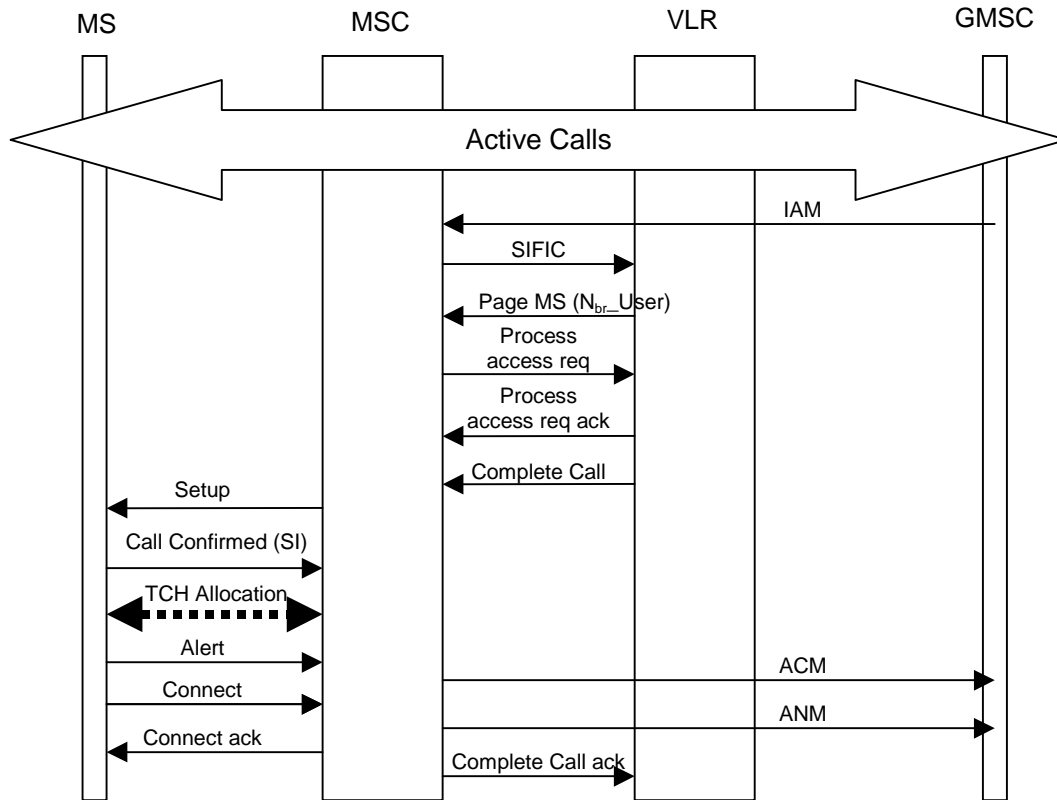 MS MSC VLR GMSC
Active Calls
IAM
SIFIC
Page MS (Nbr_User)
Process
access req
Process
access req ack
Complete Call
Setup
Call Confirmed (SI)
TCH Allocation
Alert
ACM
Connect
ANM
Connect ack
Complete Call ack